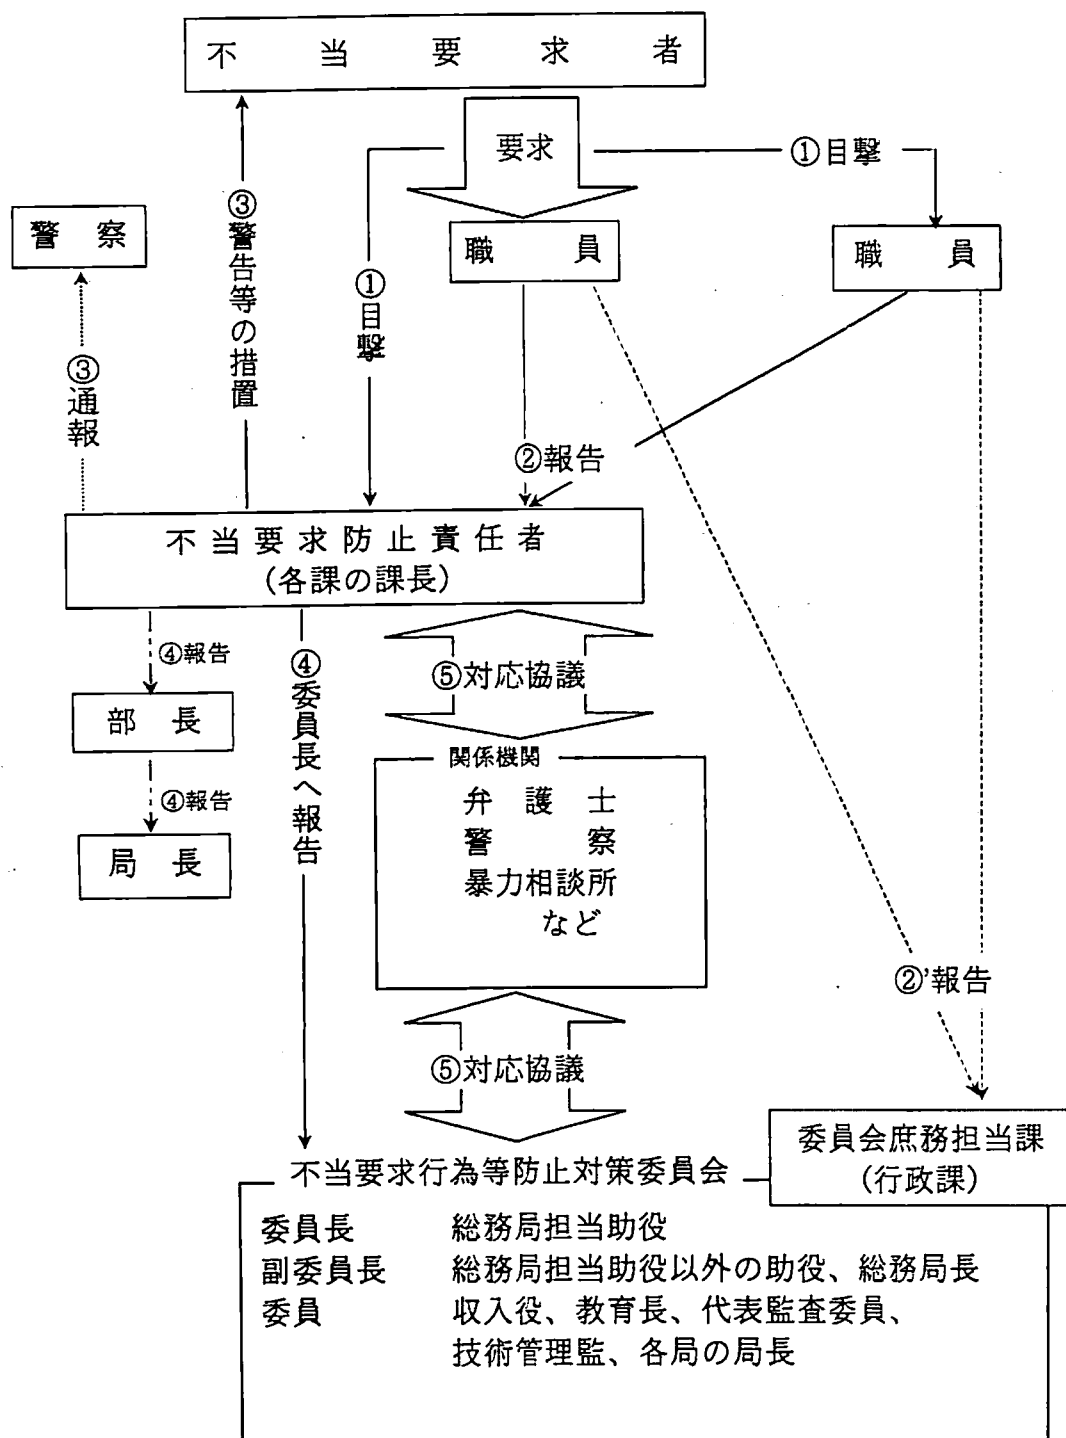 不当要求者
要求
①目撃
①目撃
③警告等の措置
警察
職員
職員
③通報
②報告
不当要求防止責任者
(各課の課長)
④報告
部長
④報告
局長
④委員長へ報告
⑤対応協議
関係機関
弁護士
警察
暴力相談所
など
②'報告
⑤対応協議
委員会庶務担当課
(行政課)
不当要求行為等防止対策委員会
委員長 総務局担当助役
副委員長 総務局担当助役以外の助役、総務局長
委員 収入役、教育長、代表監査委員、
技術管理監、各局の局長